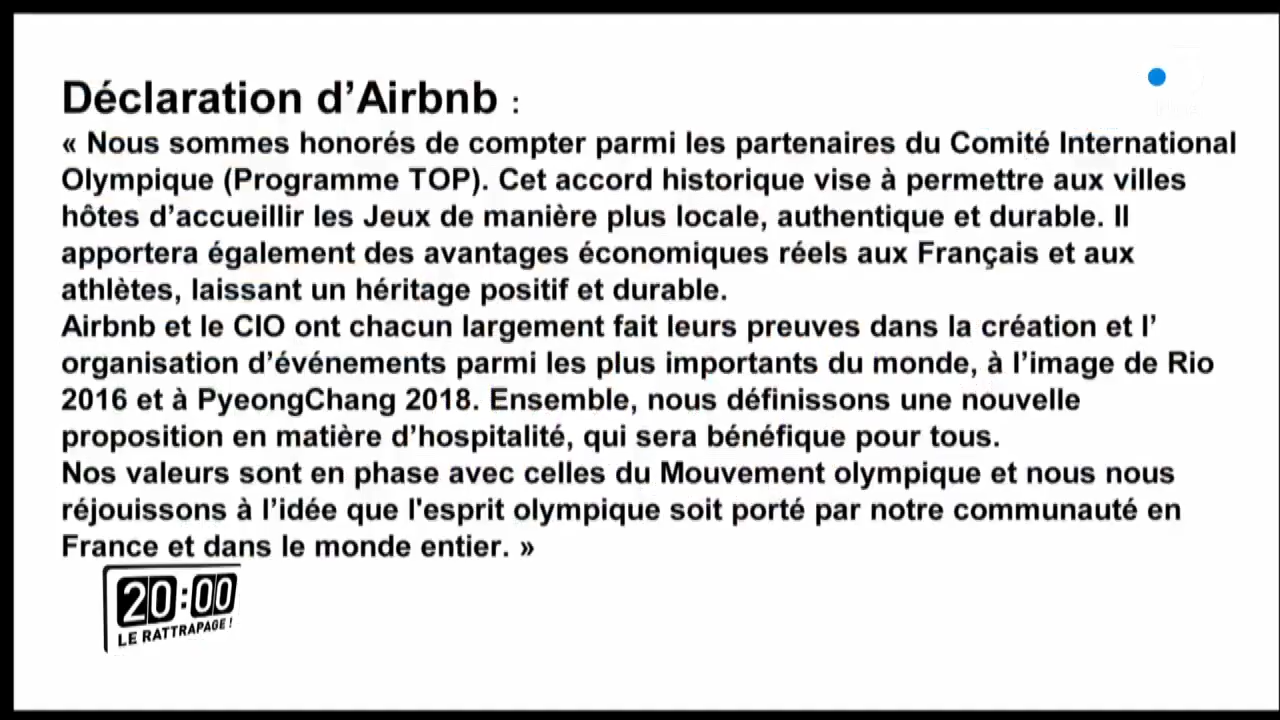 Déclaration d’Airbnb :
« Nous sommes honorés de compter parmi les partenaires du Comité International
Olympique (Programme TOP). Cet accord historique vise à permettre aux villes
hôtes d’accueillir les Jeux de manière plus locale, authentique et durable. Il
apportera également des avantages économiques réels aux Français et aux
athlètes, laissant un héritage positif et durable.
Airbnb et le CIO ont chacun largement fait leurs preuves dans la création et l’
organisation d’événements parmi les plus importants du monde, à l’image de Rio
2016 et à PyeongChang 2018. Ensemble, nous définissons une nouvelle
proposition en matière d’hospitalité, qui sera bénéfique pour tous.
Nos valeurs sont en phase avec celles du Mouvement olympique et nous nous
réjouissons à l’idée que l'esprit olympique soit porté par notre communauté en
France et dans le monde entier. »
20:00
LE RATTRAPAGE !